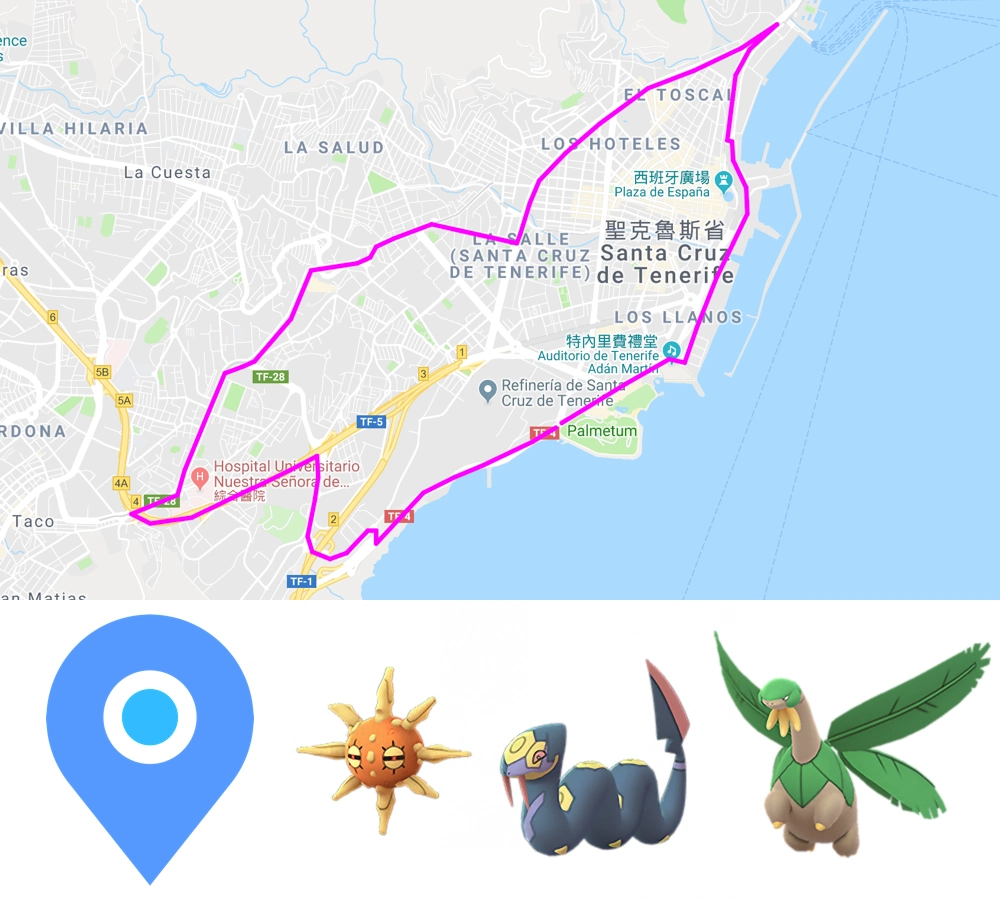 ence
s
EL TOSCAL
VILLA HILARIA
LA SALUD
LOS HOTELES
La Cuesta
西班牙廣場
Plaza de España
聖克魯斯省
Santa Cruz
de Tenerife
LA SALLE
(SANTA CRUZ
DE TENERIFE)
ras
6
LOS LLANOS
特內里費禮堂
Auditorio de Tenerife
Adán Martín
1
3
5B
TF-28
Refinería de Santa
Cruz de Tenerife
5A
TF-5
RDONA
TF-4
Palmetum
Hospital Universitario
Nuestra Señora de...
綜合醫院
H
4A
4
TF-28
Taco
2
TF-4
TF-1
an Matias